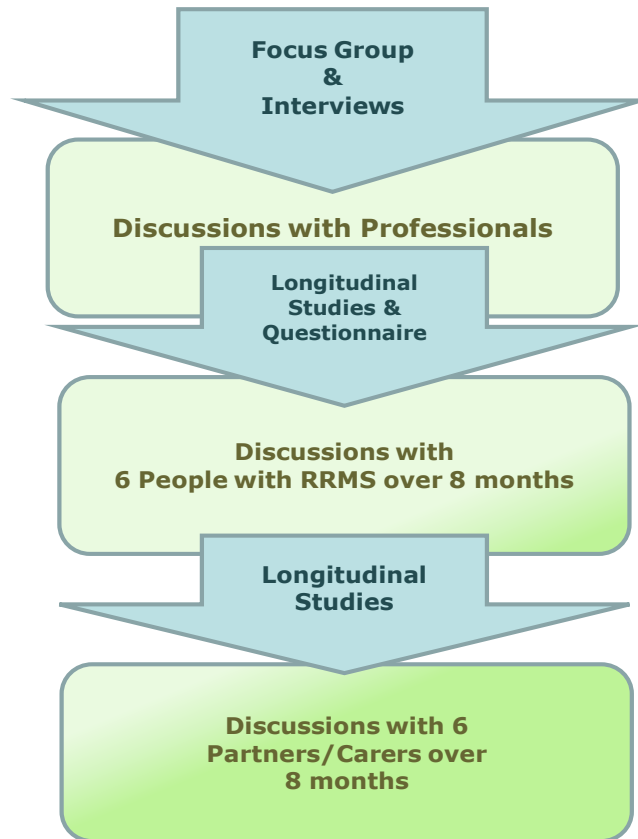 Focus Group
&
Interviews
Discussions with Professionals
Longitudinal
Studies &
Questionnaire
Discussions with
6 People with RRMS over 8 months
Longitudinal
Studies
Discussions with 6
Partners/Carers over
8 months